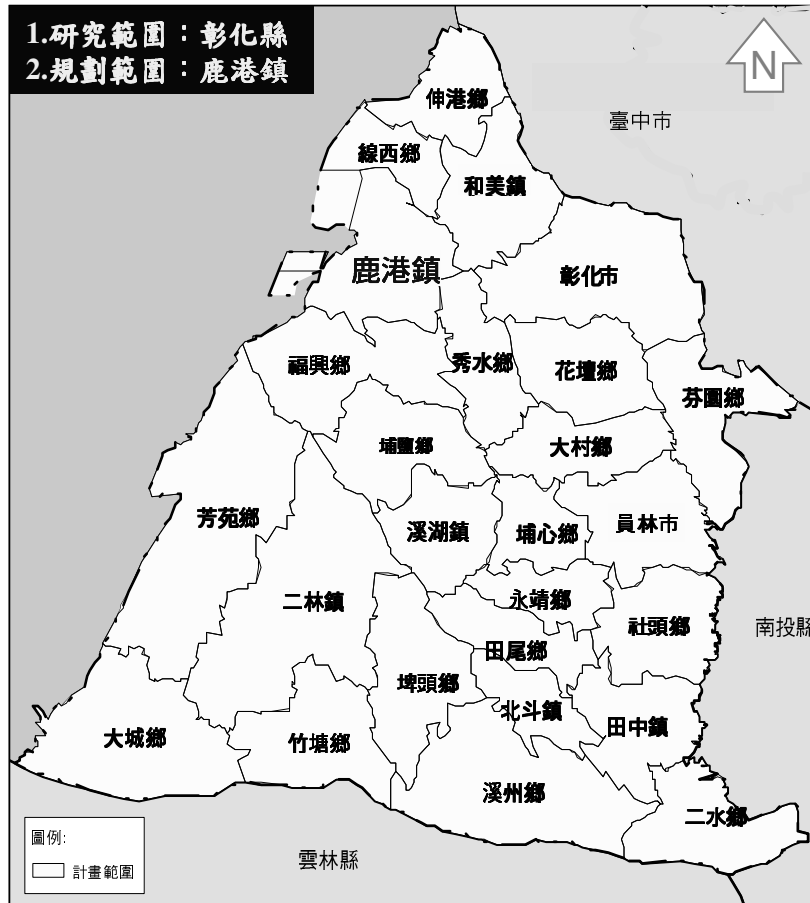 1.研究範圍：彰化縣
2.規劃範圍：鹿港鎮
N
伸港鄉
臺中市
線西鄉
和美鎮
鹿港鎮
彰化市
福興鄉
秀水鄉
花壇鄉
芬園鄉
埔鹽鄉
大村鄉
芳苑鄉
溪湖鎮
埔心鄉
員林市
二林鎮
永靖鄉
社頭鄉
南投縣
田尾鄉
埤頭鄉
北斗鎮
田中鎮
大城鄉
竹塘鄉
溪州鄉
二水鄉
圖例:
計畫範圍
雲林縣